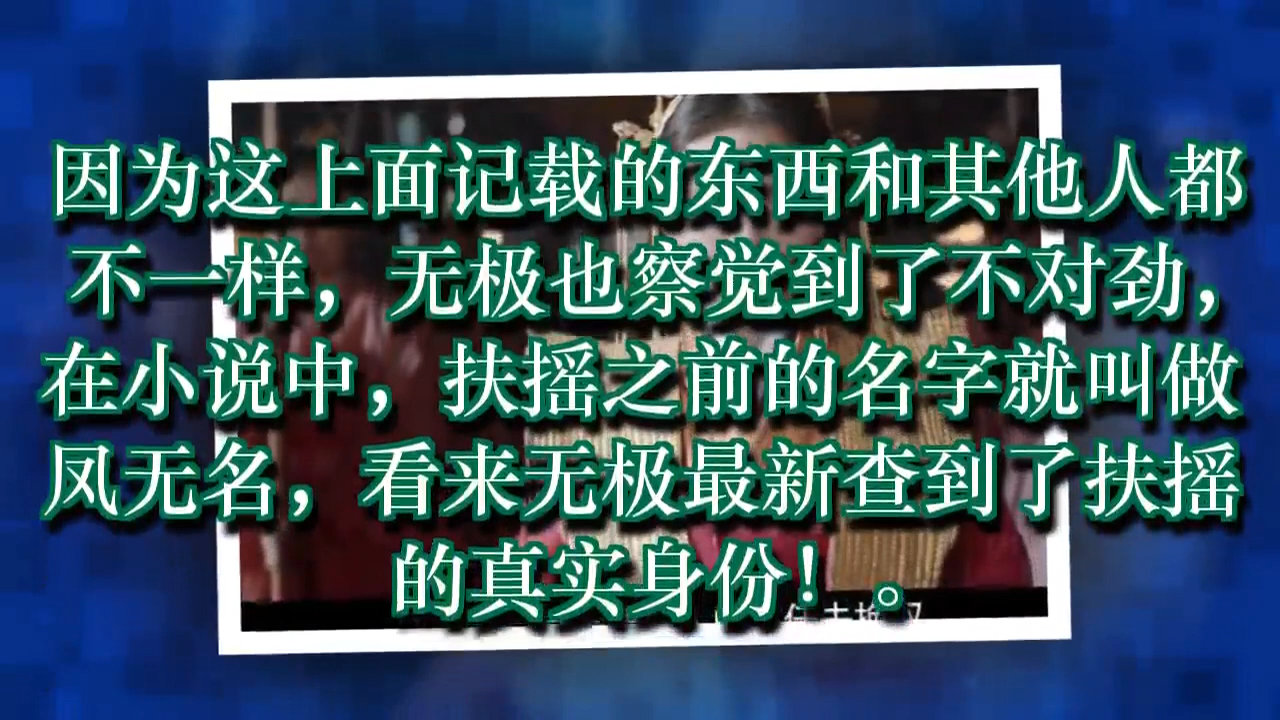 因为这上面记载的东西和其他人都
不一样，无极也察觉到了不对劲，
在小说中，扶摇之前的名字就叫做
凤无名，看来无极最新查到了扶摇
的真实身份！。